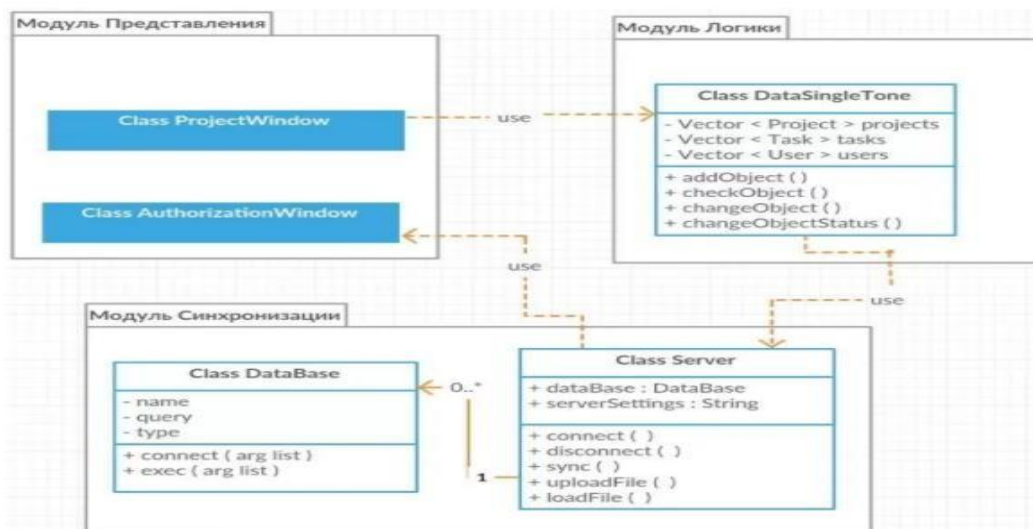 Модуль Представления
Class ProjectWindow
Class AuthorizationWindow
use
Модуль Логики
Class DataSingleTone
- Vector < Project > projects
- Vector < Task > tasks
- Vector < User > users
+ addObject ( )
+ checkObject ( )
+ changeObject ( )
+ changeObjectStatus ( )
use
use
Модуль Синхронизации
Class DataBase
- name
- query
- type
+ connect ( arg list )
+ exec ( arg list )
0..*
1
Class Server
+ dataBase : DataBase
+ serverSettings : String
+ connect ( )
+ disconnect ( )
+ sync ( )
+ uploadFile ( )
+ loadFile ( )